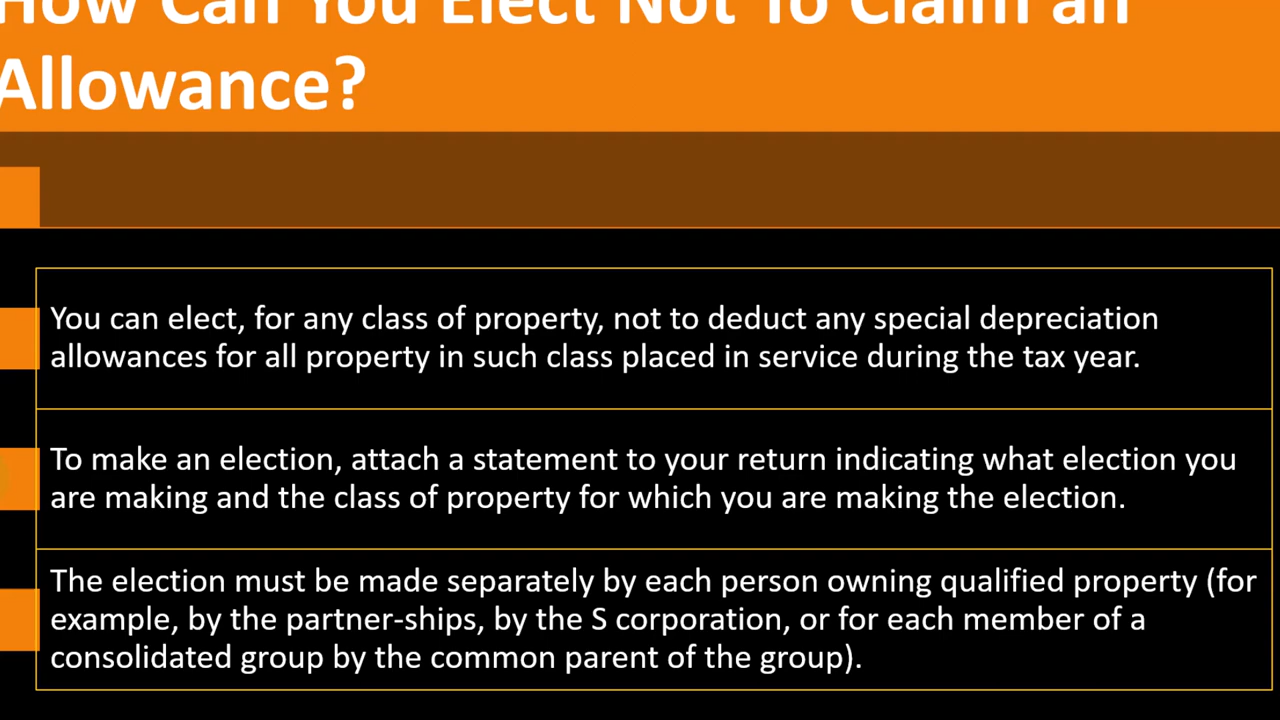 How Can You Elect Not To Claim an
Allowance?
You can elect, for any class of property, not to deduct any special depreciation
allowances for all property in such class placed in service during the tax year.
To make an election, attach a statement to your return indicating what election you
are making and the class of property for which you are making the election.
The election must be made separately by each person owning qualified property (for
example, by the partner-ships, by the S corporation, or for each member of a
consolidated group by the common parent of the group).